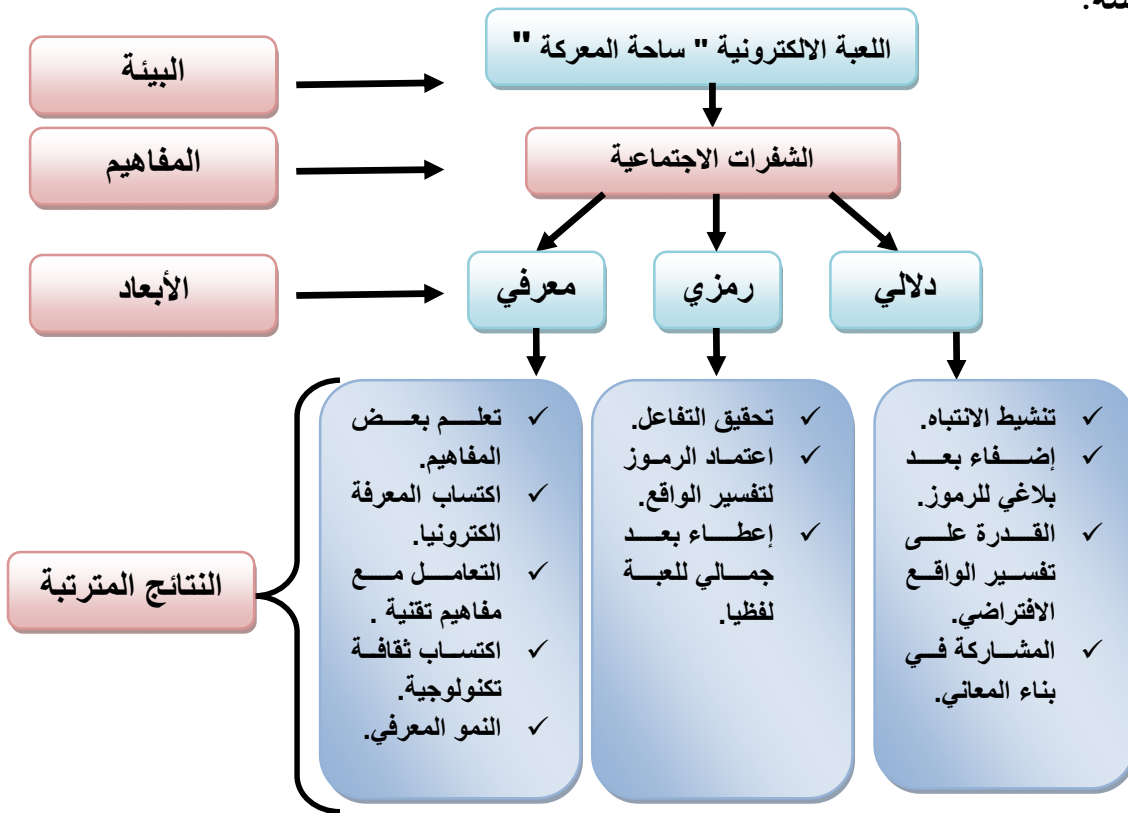 اللعبة الالكترونية " ساحة المعركة "
البيئة
الشفرات الاجتماعية
المفاهيم
دلالي
رمزي
معرفي
الأبعاد
تنشيط الانتباه.
إضفاء بعد
بلاغي للرموز.
القدرة على
تفسير الواقع
الافتراضي.
المشاركة في
بناء المعاني.
تحقيق التفاعل.
اعتماد الرموز
لتفسير الواقع.
إعطاء بعد
جمالي للعبة
لفظيا.
تعلم بعض
المفاهيم.
اكتساب المعرفة
الكترونيا.
التعامل مع
مفاهيم تقنية .
اكتساب ثقافة
تكنولوجية.
النمو المعرفي.
النتائج المترتبة